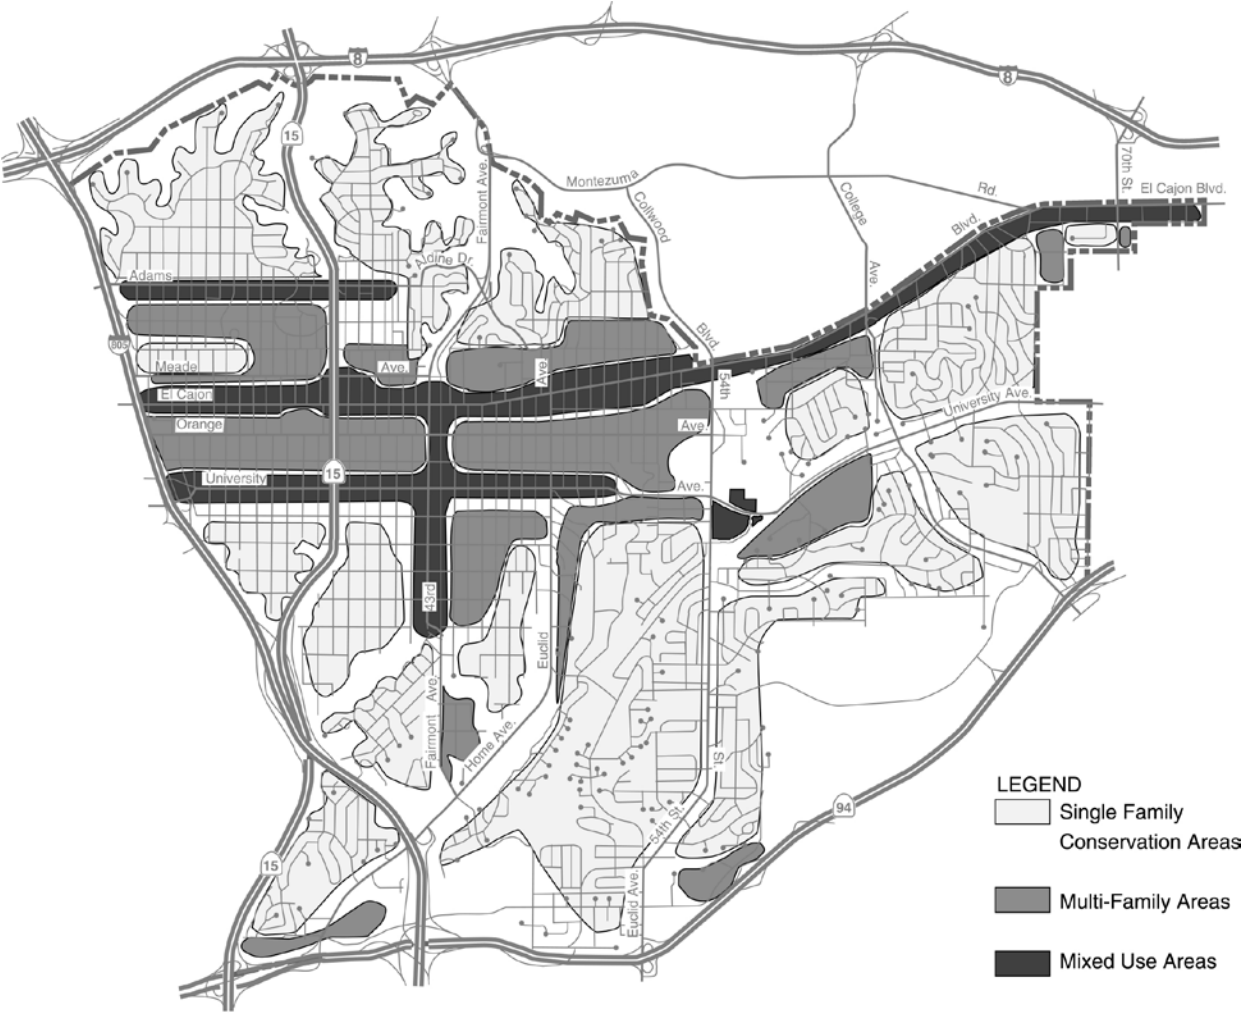 8
8
15
70th St.
El Cajon Blvd.
Montezuma
Rd.
Collwood
College
Fairmont Ave.
Blvd.
Aldine Dr.
Ave.
Adams
805
Blvd.
Meade
Ave.
Ave.
54th
El Cajon
University Ave.
Orange
Ave.
15
University
Ave.
43rd
Euclid
Ave.
Fairmont
Home Ave.
St.
LEGEND
Single Family
Conservation Areas
94
54th St.
15
Euclid Ave.
Multi-Family Areas
Mixed Use Areas